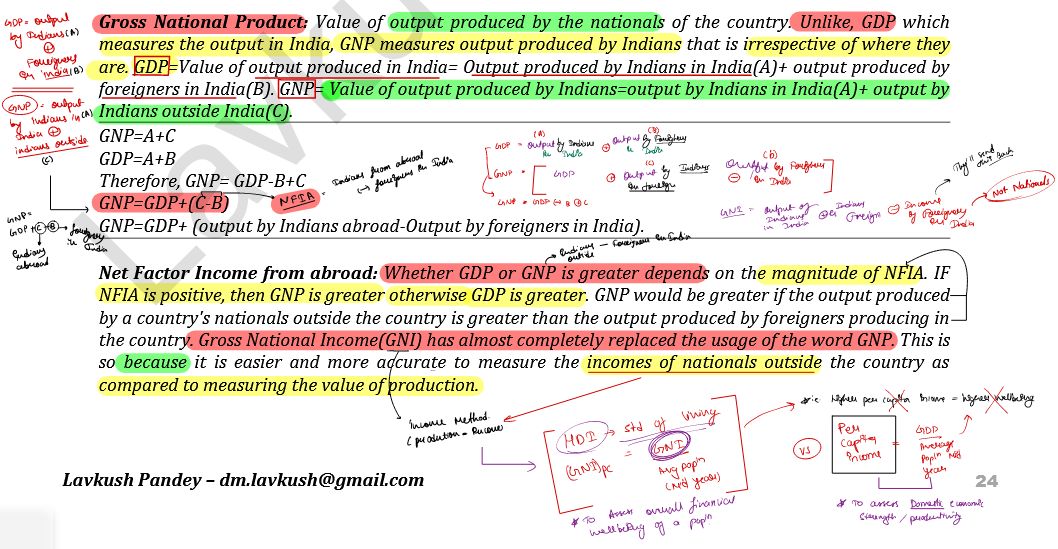 Gross National Product: Value of output produced by the nationals of the country. Unlike, GDP which
measures the output in India, GNP measures output produced by Indians that is irrespective of where they
are. GDP=Value of output produced in India= Output produced by Indians in India(A)+ output produced by
foreigners in India(B). GNP= Value of output produced by Indians=output by Indians in India(A)+ output by
Indians outside India(C).
GNP=A+C
GDP=A+B
Therefore, GNP= GDP-B+C
GNP=GDP+(C-B)
GNP=GDP+ (output by Indians abroad-Output by foreigners in India).
GDP = output
by Indians (A)
+
Foreigners
in India (B)
GNP = output
by Indians in (A)
India +
indians outside
(C)
GNP =
GDP + C - B → foreigners
in India
Indians
abroad
NFIA = Indians from abroad
- foreigners in India
(A) (B)
GDP = output by Indians + Output by Foreigners
in India in India
(C) (b)
GNP = GDP + output by Indians - Output by Foreigners
in foreign in India
GNP = GDP - B + C
GNI = output of Indians in India + Indians in Foreign - Income by Foreigners in India
They'll send
it back
Not Nationals
Indians outside - Foreigners in India
Net Factor Income from abroad: Whether GDP or GNP is greater depends on the magnitude of NFIA. IF
NFIA is positive, then GNP is greater otherwise GDP is greater. GNP would be greater if the output produced
by a country's nationals outside the country is greater than the output produced by foreigners producing in
the country. Gross National Income(GNI) has almost completely replaced the usage of the word GNP. This is
so because it is easier and more accurate to measure the incomes of nationals outside the country as
compared to measuring the value of production.
Income Method
(production = Income)
HDI → std of living
(GNI)pc = GNI
Avg popln
(Mid year)
* To Assess overall financial
wellbeing of a popln
VS
Per
Capita
Income
= GDP
Average
popln Mid
year
* ie. higher per capita Income = higher wellbeing
* To assess Domestic economic
strength / productivity
Lavkush Pandey – dm.lavkush@gmail.com
24
Lavku